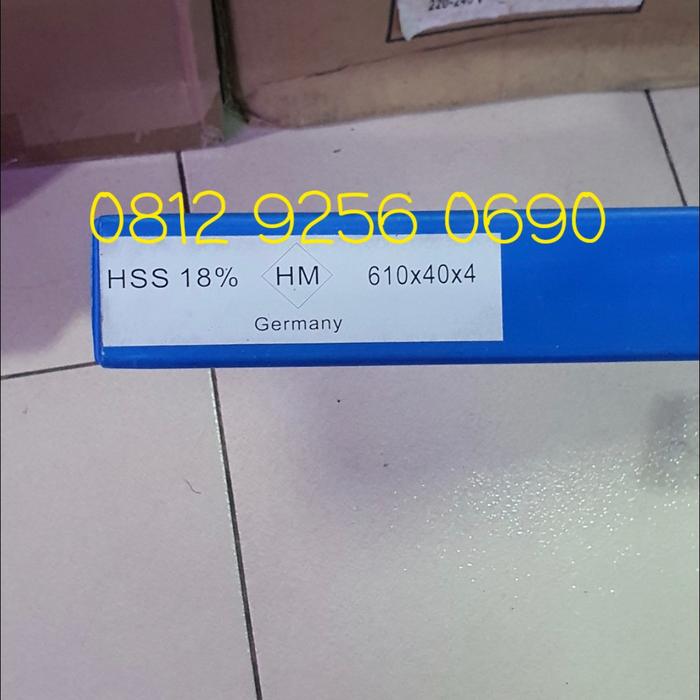 0812 9256 0690
HSS 18% HM 610x40x4
Germany